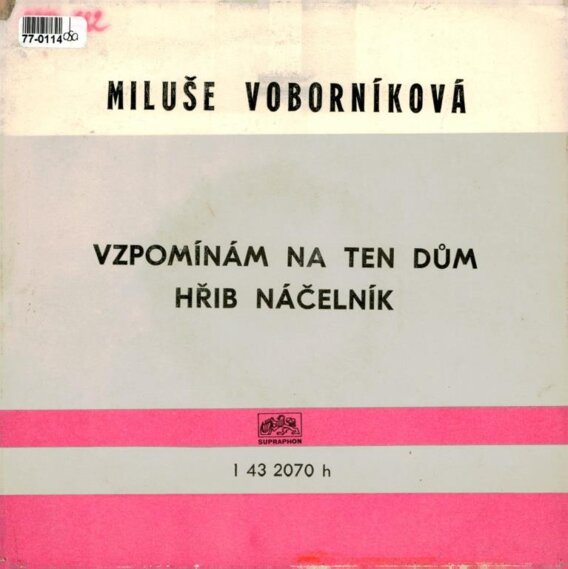 77-0114
MILUŠE VOBORNÍKOVÁ
VZPOMÍNÁM NA TEN DŮM
HŘIB NÁČELNÍK
SUPRAPHON
1 43 2070 h